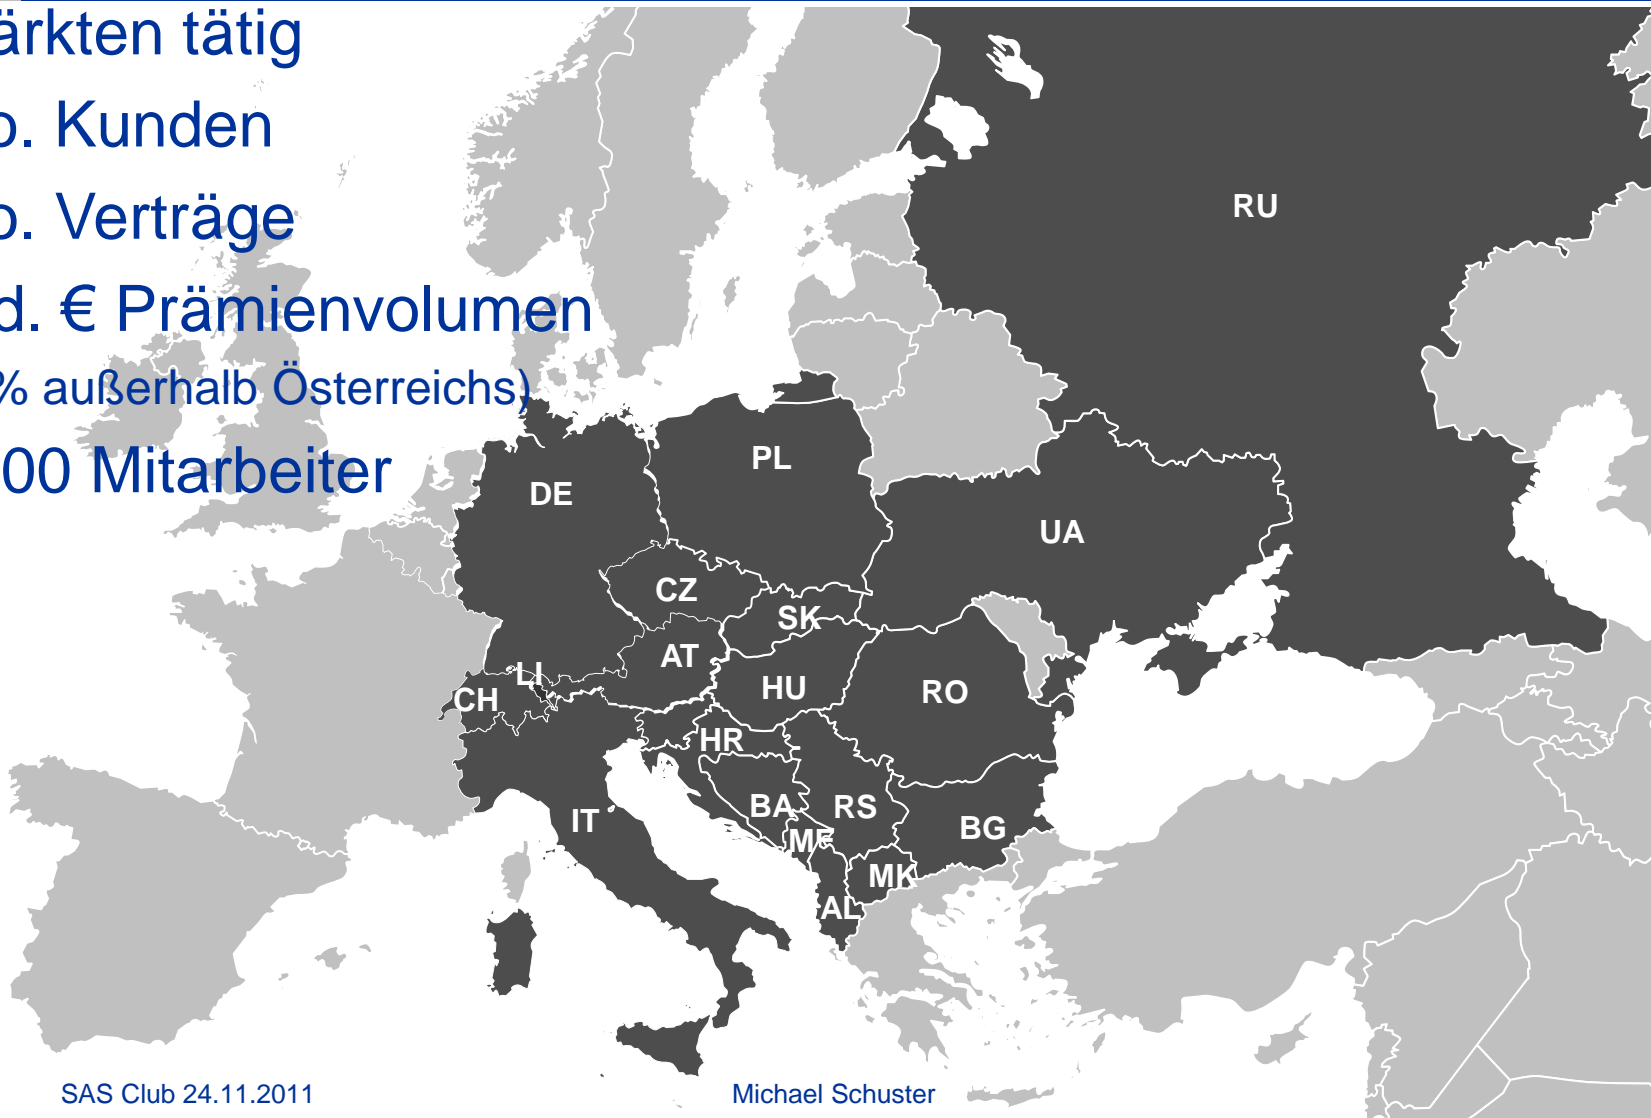 ärkten tätig
o. Kunden
o. Verträge
d. € Prämienvolumen
% außerhalb Österreichs)
00 Mitarbeiter
RU
PL
DE
UA
CZ
SK
AT
LI
CH
HU
RO
HR
BA
RS
IT
BG
ME
MK
AL
SAS Club 24.11.2011
Michael Schuster